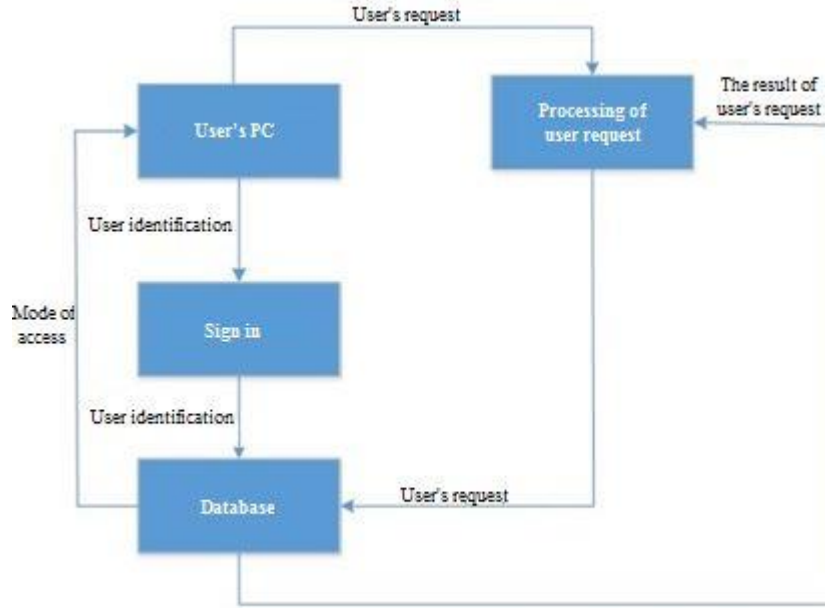 User's request
User's PC
Processing of
user request
The result of
user's request
User identification
Mode of
access
Sign in
User identification
Database
User's request